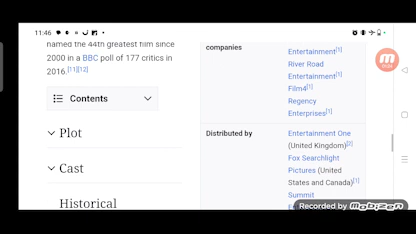 11:46
named the 44th greatest film since
2000 in a BBC poll of 177 critics in
2016.[11][12]
Contents
Plot
Cast
Historical
companies
Entertainment[1]
River Road
Entertainment[1]
Film4[1]
Regency
Enterprises[1]
Distributed by
Entertainment One
(United Kingdom)[2]
Fox Searchlight
Pictures (United
States and Canada)[1]
Summit
Recorded by
Mobizen